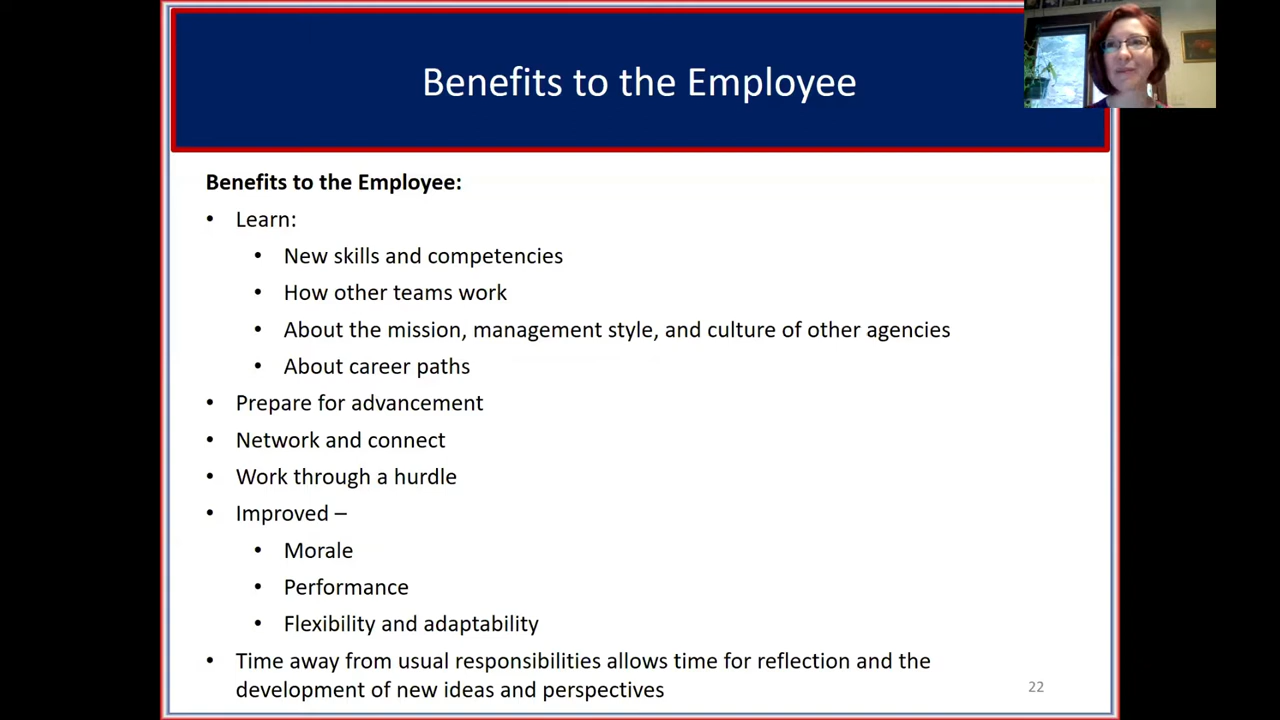 Benefits to the Employee
Benefits to the Employee:
• Learn:
• New skills and competencies
• How other teams work
• About the mission, management style, and culture of other agencies
• About career paths
• Prepare for advancement
• Network and connect
• Work through a hurdle
• Improved –
• Morale
• Performance
• Flexibility and adaptability
• Time away from usual responsibilities allows time for reflection and the
development of new ideas and perspectives
22